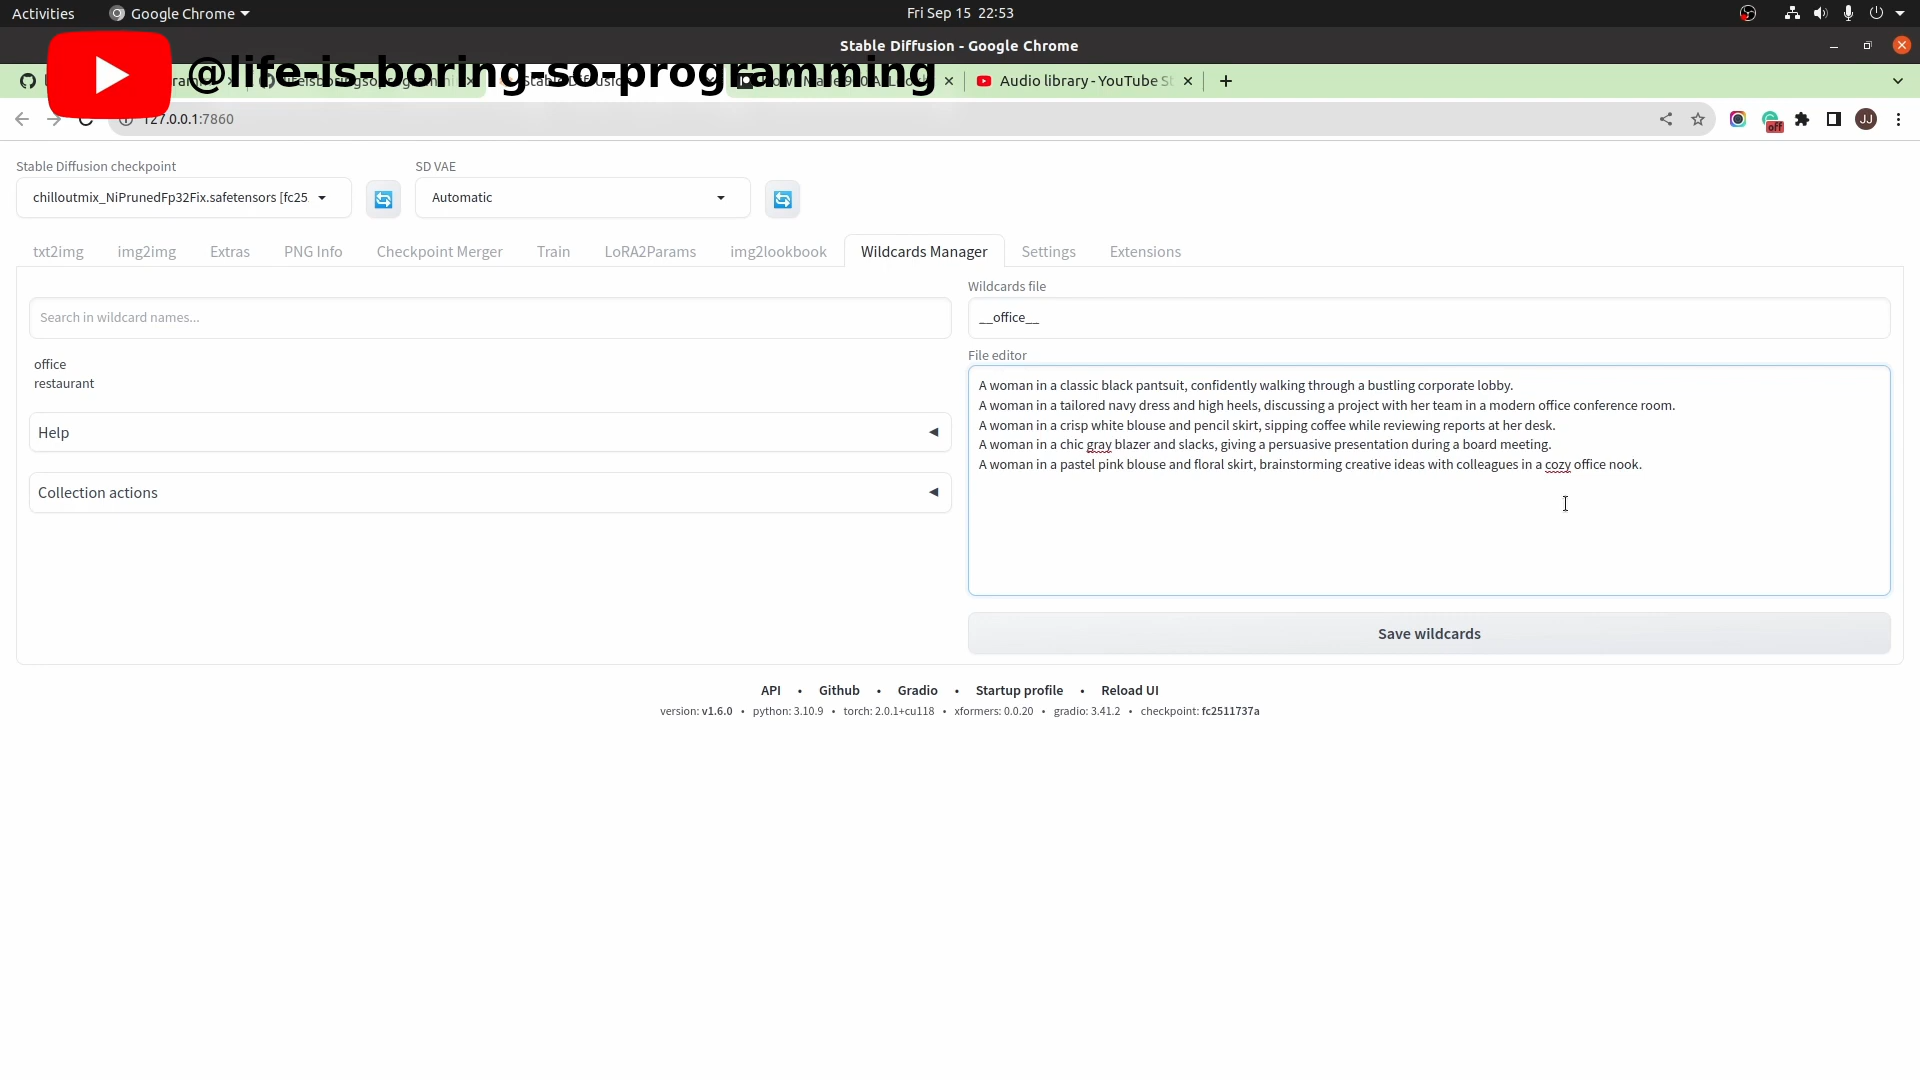 Activities
Google Chrome
Fri Sep 15 22:53
Stable Diffusion - Google Chrome
@life-is-boring-so-programming
Audio library - YouTube S
127.0.0.1:7860
off
JJ
Stable Diffusion checkpoint
SD VAE
chilloutmix_NiPrunedFp32Fix.safetensors [fc25
Automatic
txt2img
img2img
Extras
PNG Info
Checkpoint Merger
Train
LoRA2Params
img2lookbook
Wildcards Manager
Settings
Extensions
Search in wildcard names...
office
restaurant
Help
Collection actions
Wildcards file
__office__
File editor
A woman in a classic black pantsuit, confidently walking through a bustling corporate lobby.
A woman in a tailored navy dress and high heels, discussing a project with her team in a modern office conference room.
A woman in a crisp white blouse and pencil skirt, sipping coffee while reviewing reports at her desk.
A woman in a chic gray blazer and slacks, giving a persuasive presentation during a board meeting.
A woman in a pastel pink blouse and floral skirt, brainstorming creative ideas with colleagues in a cozy office nook.
Save wildcards
API • Github • Gradio • Startup profile • Reload UI
version: v1.6.0 • python: 3.10.9 • torch: 2.0.1+cu118 • xformers: 0.0.20 • gradio: 3.41.2 • checkpoint: fc2511737a